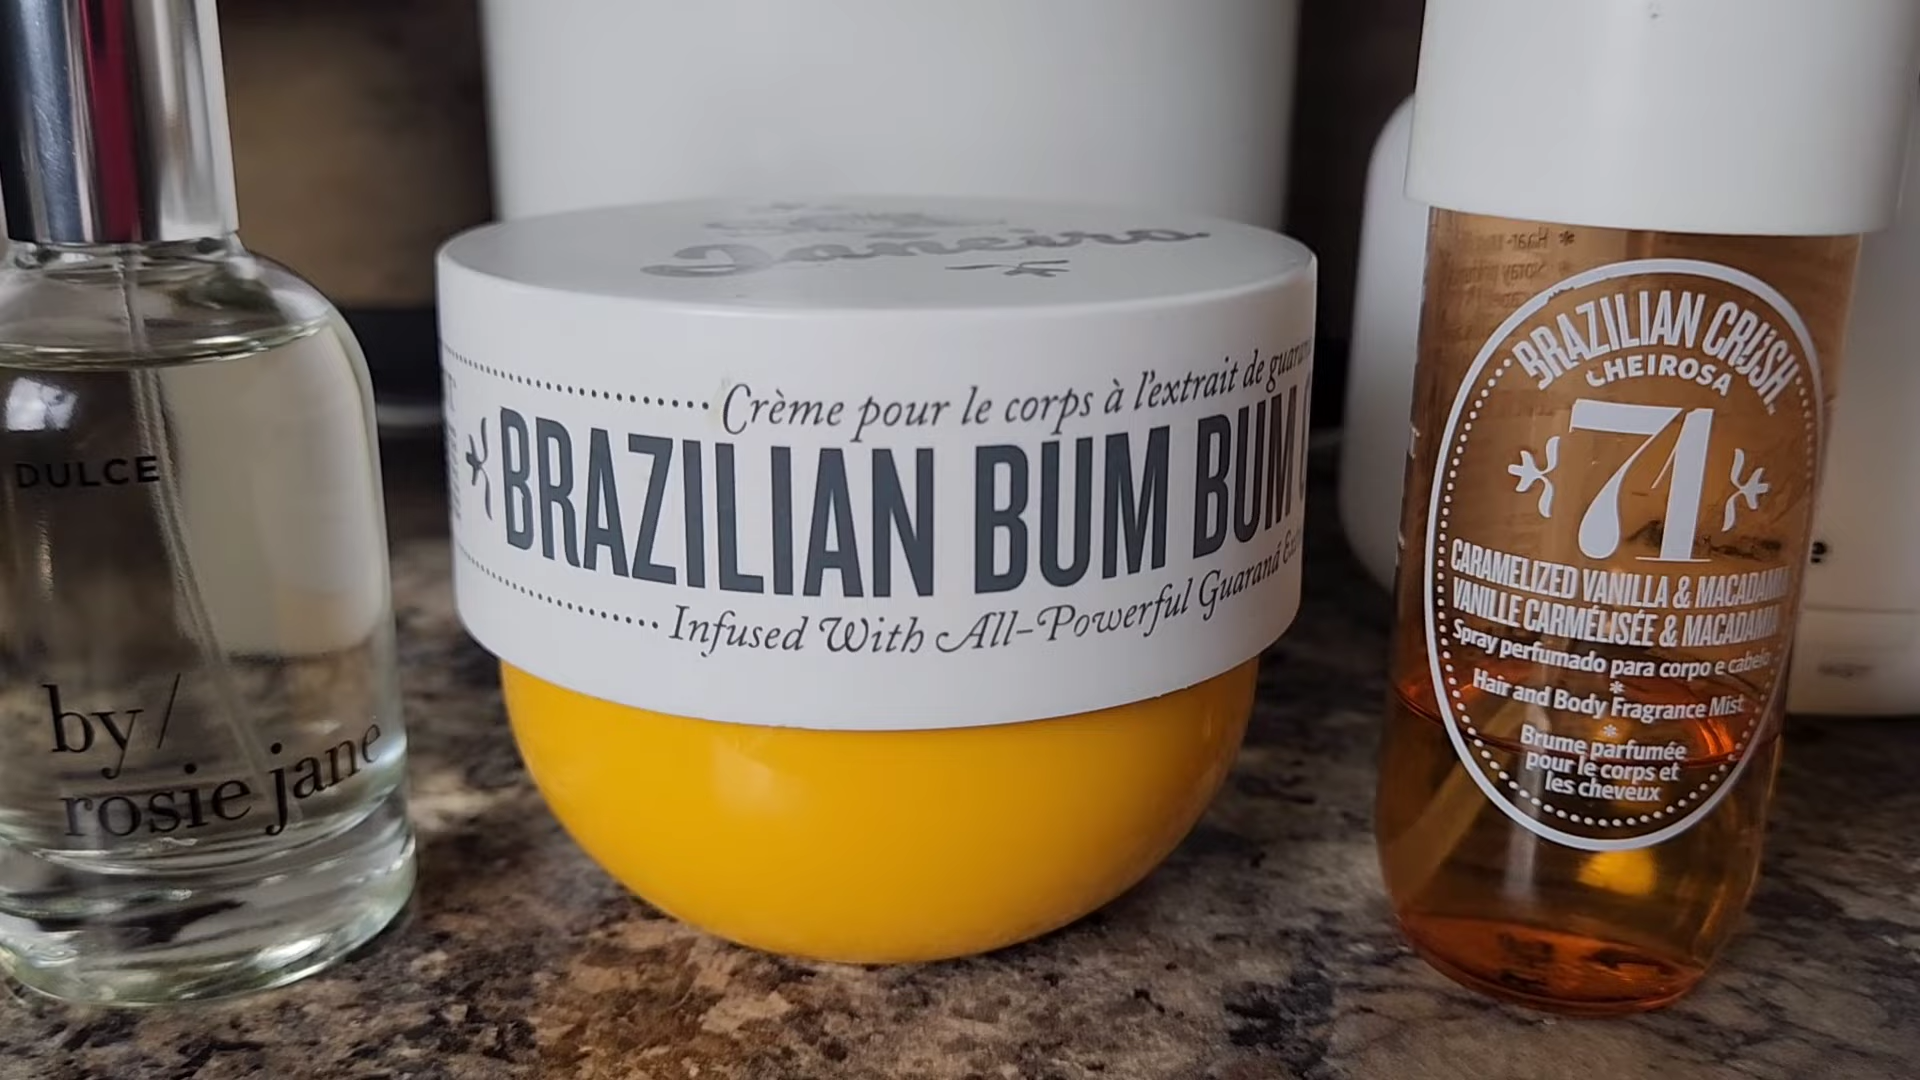 DULCE
by/
rosie jane
Janeiro
Crème pour le corps à l'extrait de
BRAZILIAN BUM BUM
Infused With All-Powerful Guaraná
BRAZILIAN CRUSH
CHEIROSA
71
CARAMELIZED VANILLA & MACADAMIA
VANILLE CARMÉLISÉE & MACADAMIA
Spray perfumado para corpo e cabelo
*
Hair and Body Fragrance Mist
*
Brume parfumée
pour le corps et
les cheveux